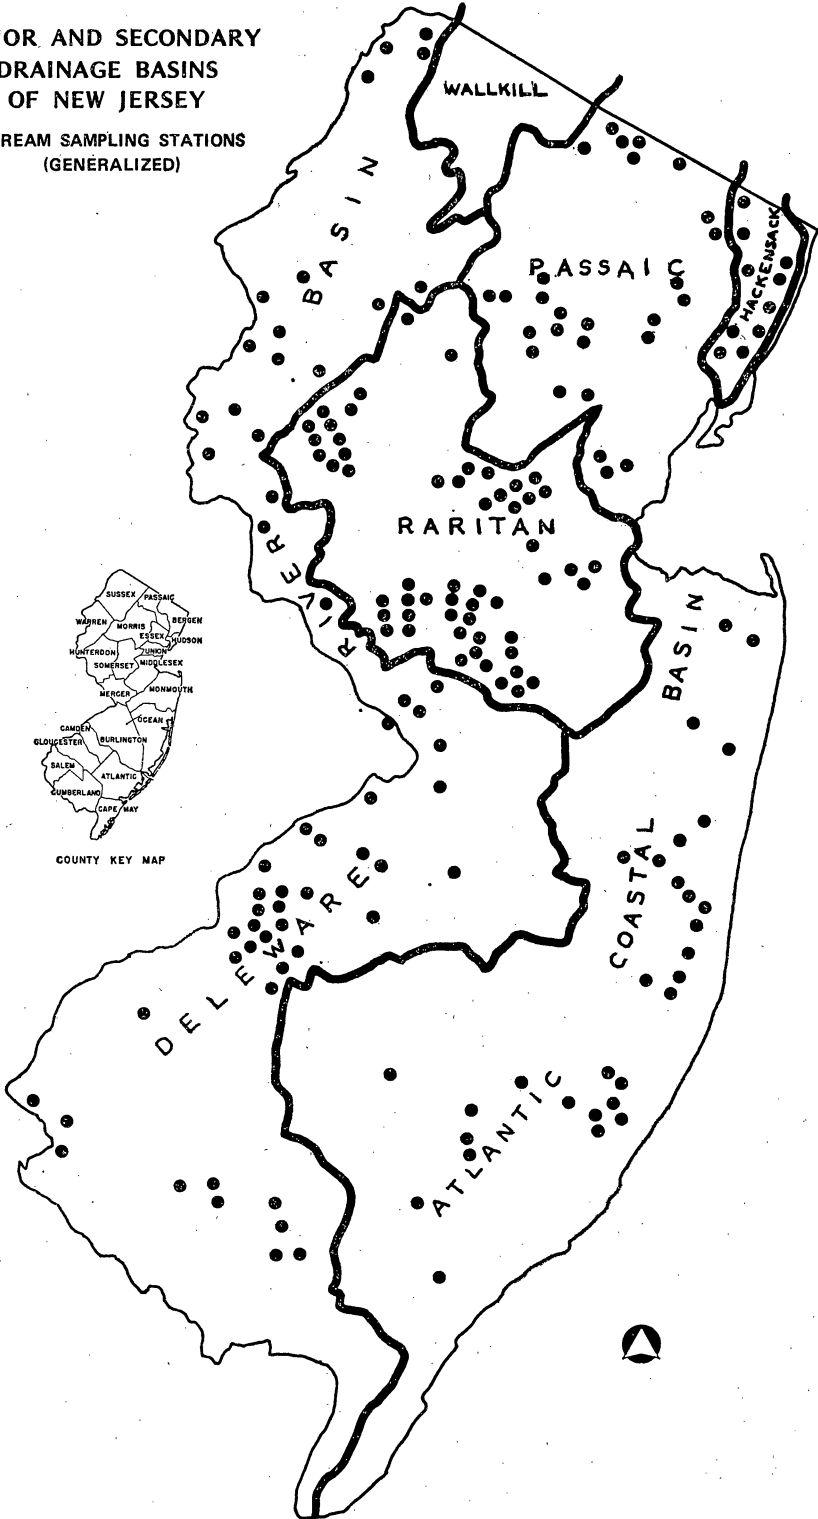 OR AND SECONDARY
DRAINAGE BASINS
OF NEW JERSEY
REAM SAMPLING STATIONS
(GENERALIZED)
WALLKILL
PASSAIC
HACKENSACK
RARITAN
DELEWARE RIVER BASIN
ATLANTIC COASTAL BASIN
SUSSEX
PASSAIC
WARREN
MORRIS
BERGEN
ESSEX
HUDSON
HUNTERDON
UNION
SOMERSET
MIDDLESEX
MERCER
MONMOUTH
OCEAN
CAMDEN
GLOUCESTER
BURLINGTON
SALEM
ATLANTIC
CUMBERLAND
CAPE MAY
COUNTY KEY MAP